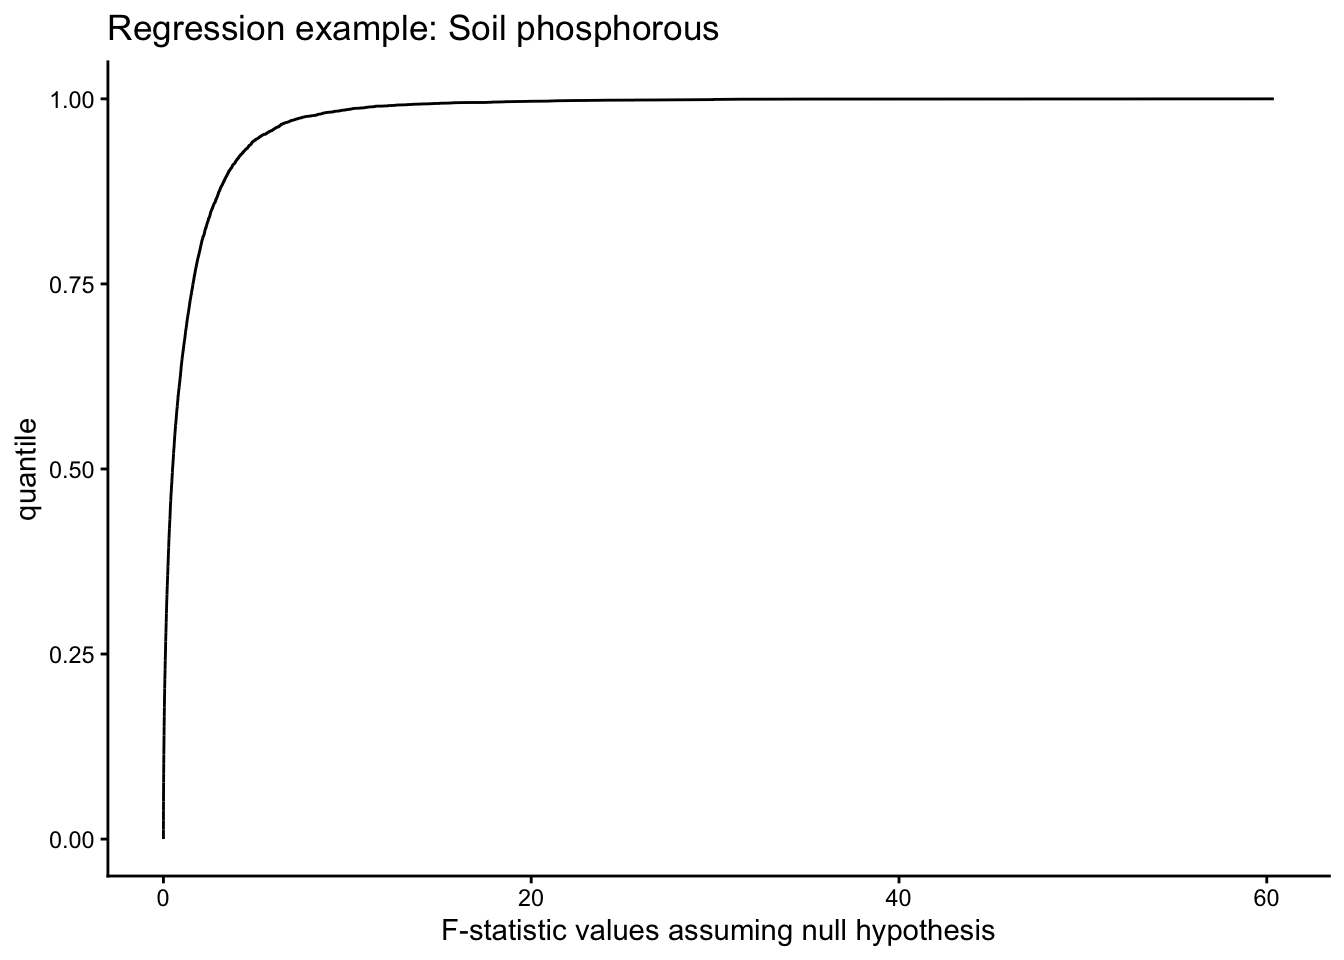 Regression example: Soil phosphorous
1.00
0.75
0.50
0.25
0.00
quantile
0 20 40 60
F-statistic values assuming null hypothesis